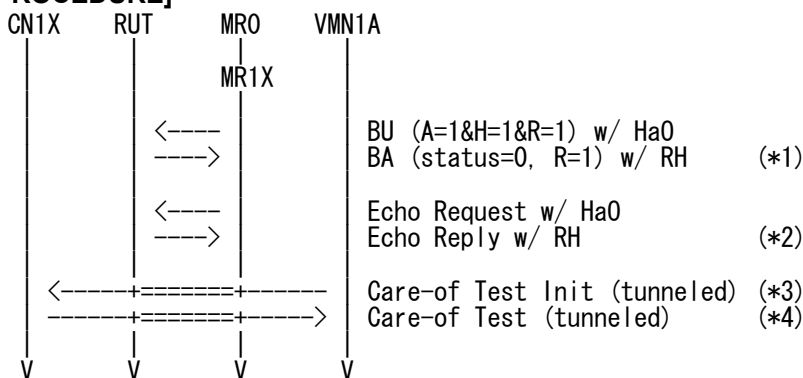 CN1X RUT MR0 VMN1A
MR1X
<---- BU (A=1&H=1&R=1) w/ HaO
----> BA (status=0, R=1) w/ RH (*1)
<---- Echo Request w/ HaO
----> Echo Reply w/ RH (*2)
<-----+=======+------ Care-of Test Init (tunneled) (*3)
------+=======+-----> Care-of Test (tunneled) (*4)
V V V V